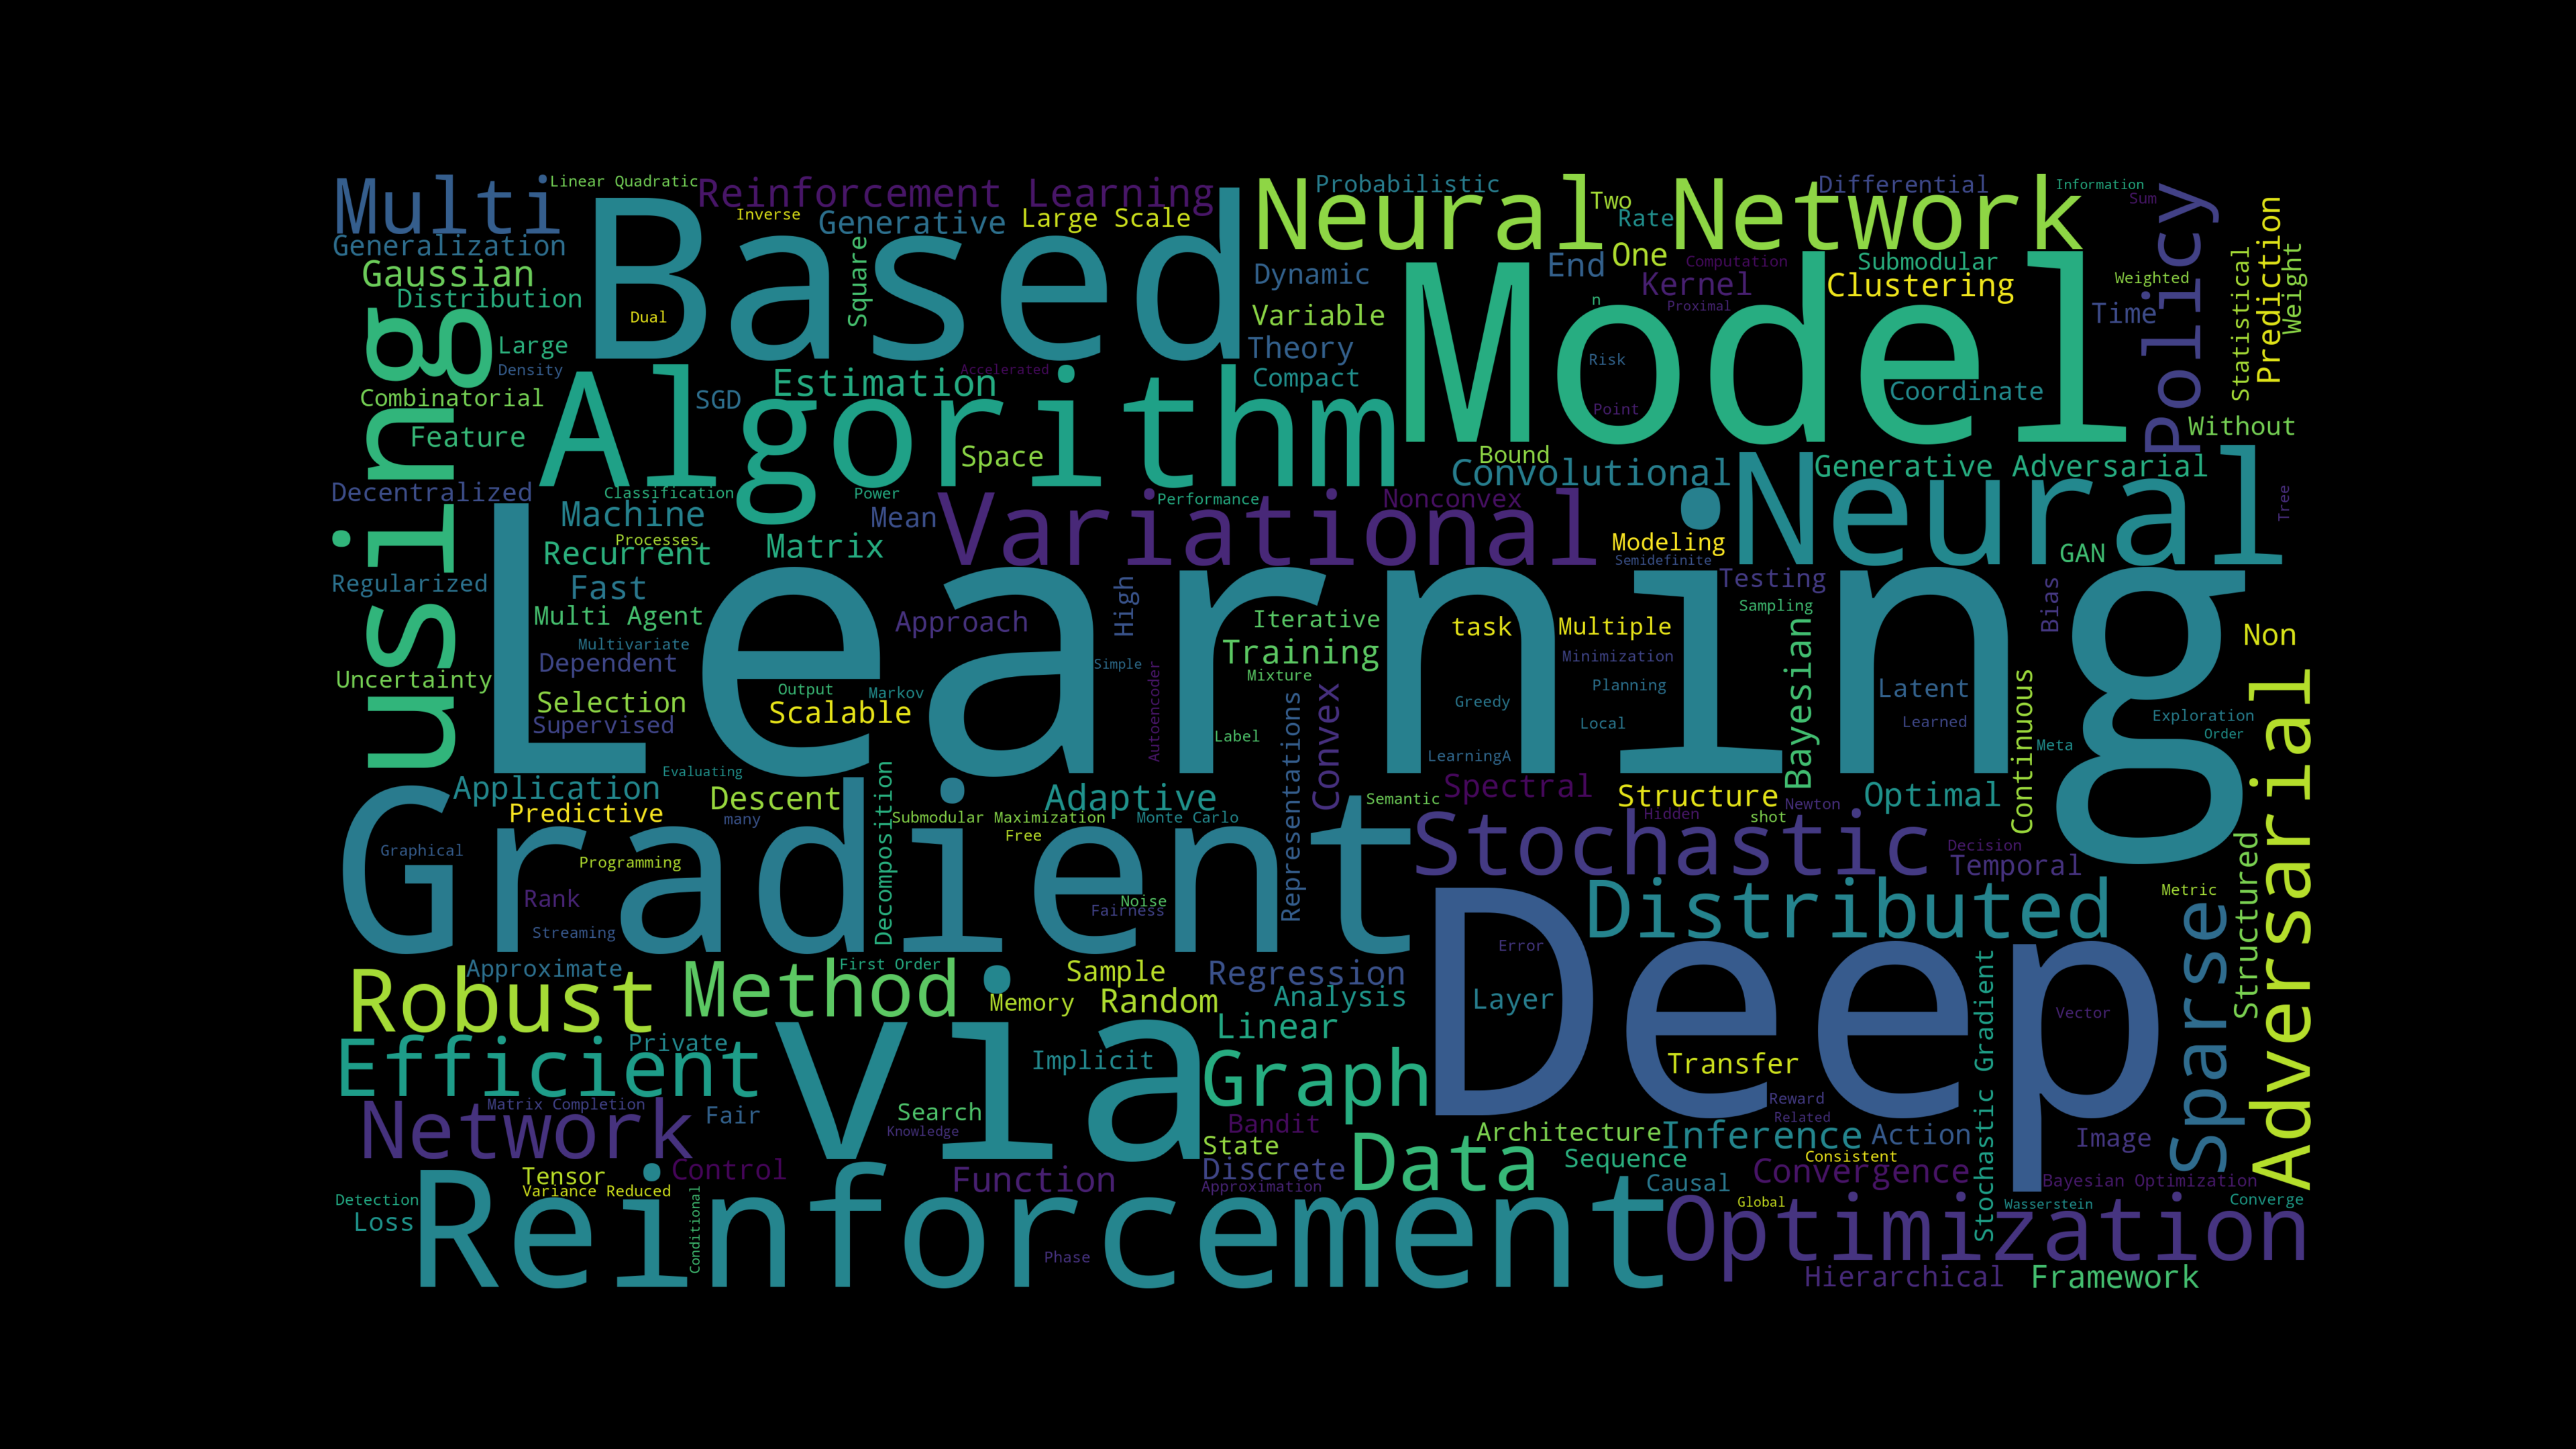 Multi
Linear Quadratic
Reinforcement Learning
Neural Network
Probabilistic
Differential
Information
Sum
Policy
Prediction
Generalization
Based
Inverse
Generative
Large Scale
Two
Rate
One
Gaussian
Distribution
Square
Dynamic
End
Computation
Submodular
Kernel
Clustering
Weighted
Statistical
Weight
using
Dual
Variable
n
Proximal
Time
Model
Large
Density
Theory
Compact
Risk
Combinatorial
Algorithm
SGD
Estimation
Accelerated
Coordinate
Point
Feature
Space
Bound
Without
Convolutional
Neural
Generative Adversarial
Decentralized
Classification
Power
Performance
Nonconvex
Tree
Machine
Mean
Variational
Processes
Recurrent
Matrix
Modeling
Semidefinite
GAN
Regularized
Fast
Learning
Testing
Bias
Multi Agent
High
Iterative
Sampling
Approach
task
Multiple
Bayesian
Non
Multivariate
Dependent
Simple
Training
Minimization
Uncertainty
Selection
Output
Markov
Mixture
Planning
Latent
Scalable
Autoencoder
Greedy
Continuous
Adversarial
Supervised
Label
Representations
Convex
Local
Learned
Exploration
Order
LearningA
Meta
Evaluating
Application
Descent
Decomposition
Adaptive
Semantic
Spectral
Structure
Newton
Optimal
Predictive
many
Submodular Maximization
Monte Carlo
Hidden
shot
Gradient
Free
Stochastic
Graphical
Programming
Decision
Temporal
Structured
Rank
Noise
Fairness
Deep
Distributed
Metric
Sparse
Streaming
Error
Approximate
First Order
Sample
Regression
Robust
Method
Memory
Random
Analysis
Layer
Stochastic Gradient
Vector
via
Linear
Efficient
Private
Implicit
Graph
Transfer
Matrix Completion
Network
Fair
Search
Reward
Related
Knowledge
Bandit
State
Data
Architecture
Inference
Action
Image
Sequence
Consistent
Tensor
Control
Function
Discrete
Causal
Convergence
Variance Reduced
Approximation
Bayesian Optimization
Detection
Conditional
Reinforcement
Global
Wasserstein
Converge
Loss
Optimization
Phase
Hierarchical
Framework